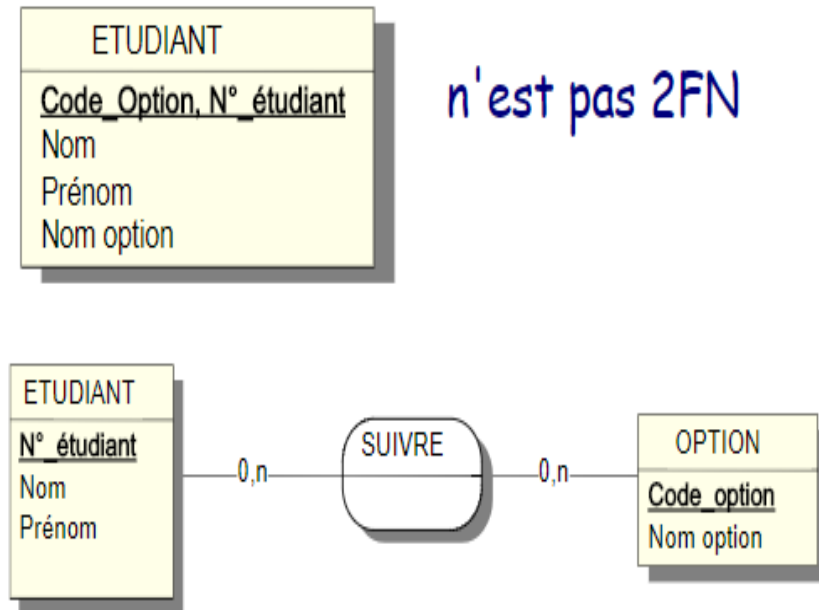 ETUDIANT
Code_Option, N°_étudiant
Nom
Prénom
Nom option
n'est pas 2FN
ETUDIANT
N°_étudiant
Nom
Prénom
0,n
SUIVRE
0,n
OPTION
Code_option
Nom option